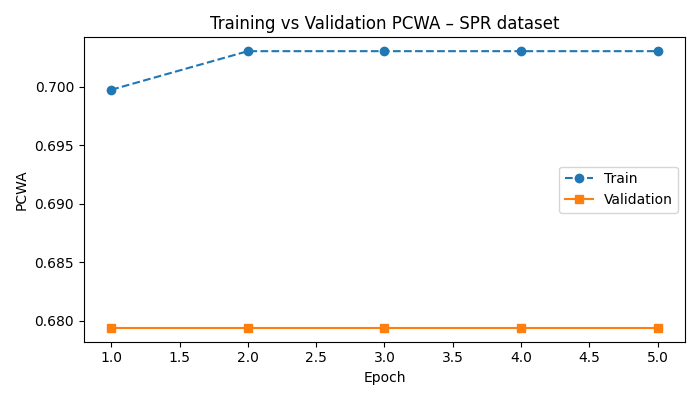 Training vs Validation PCWA – SPR dataset
0.700
0.695
0.690
0.685
0.680
PCWA
Train
Validation
1.0 1.5 2.0 2.5 3.0 3.5 4.0 4.5 5.0
Epoch